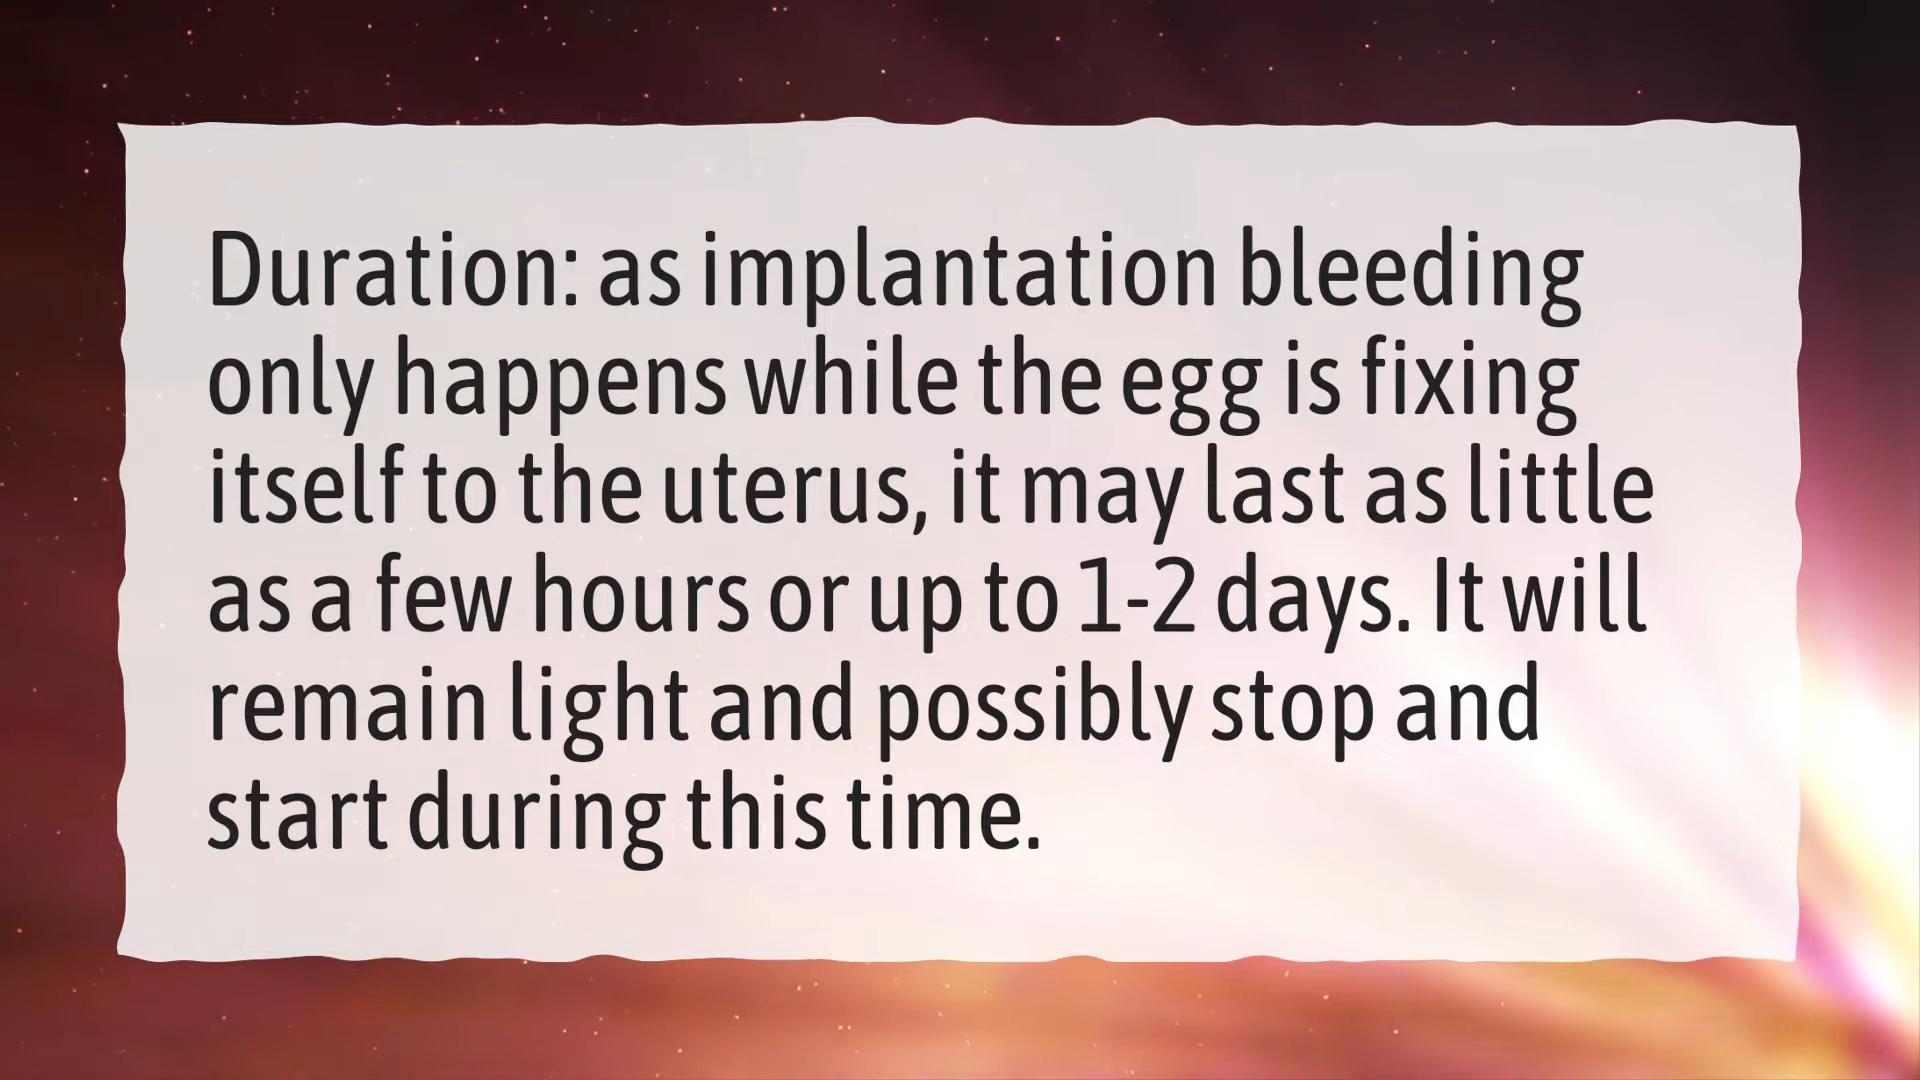 Duration: as implantation bleeding
only happens while the egg is fixing
itself to the uterus, it may last as little
as a few hours or up to 1-2 days. It will
remain light and possibly stop and
start during this time.